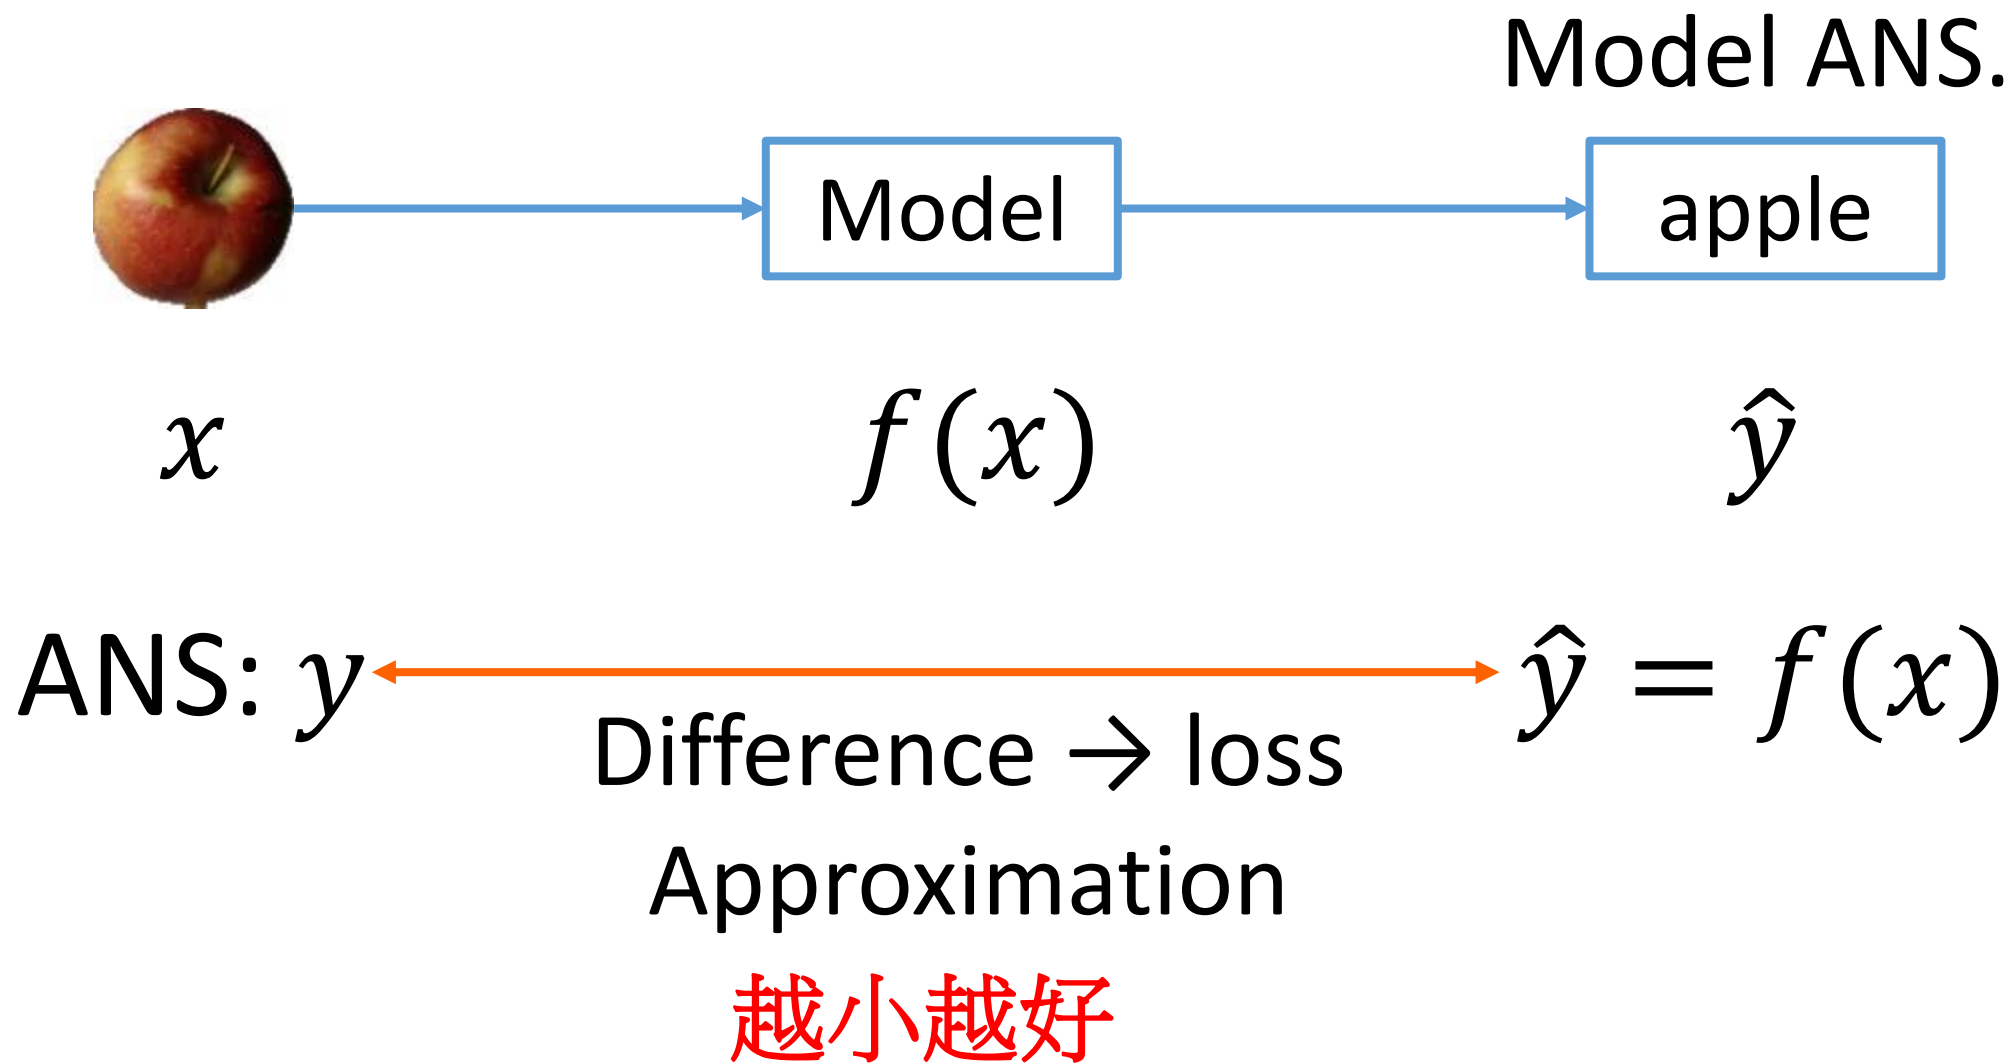 Model ANS.
Model apple
x f(x) ŷ
ANS: y ŷ = f(x)
Difference → loss
Approximation
越小越好